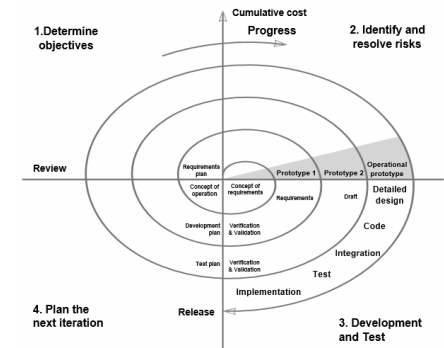 Cumulative cost
1.Determine
objectives
Progress
2. Identify and
resolve risks
Review
Requirements
plan
Prototype 1
Prototype 2
Operational
prototype
Concept of
operation
Concept of
requirements
Requirements
Draft
Detailed
design
Development
plan
Verification
& Validation
Code
Integration
Test plan
Verification
& Validation
Test
Implementation
4. Plan the
next iteration
Release
3. Development
and Test